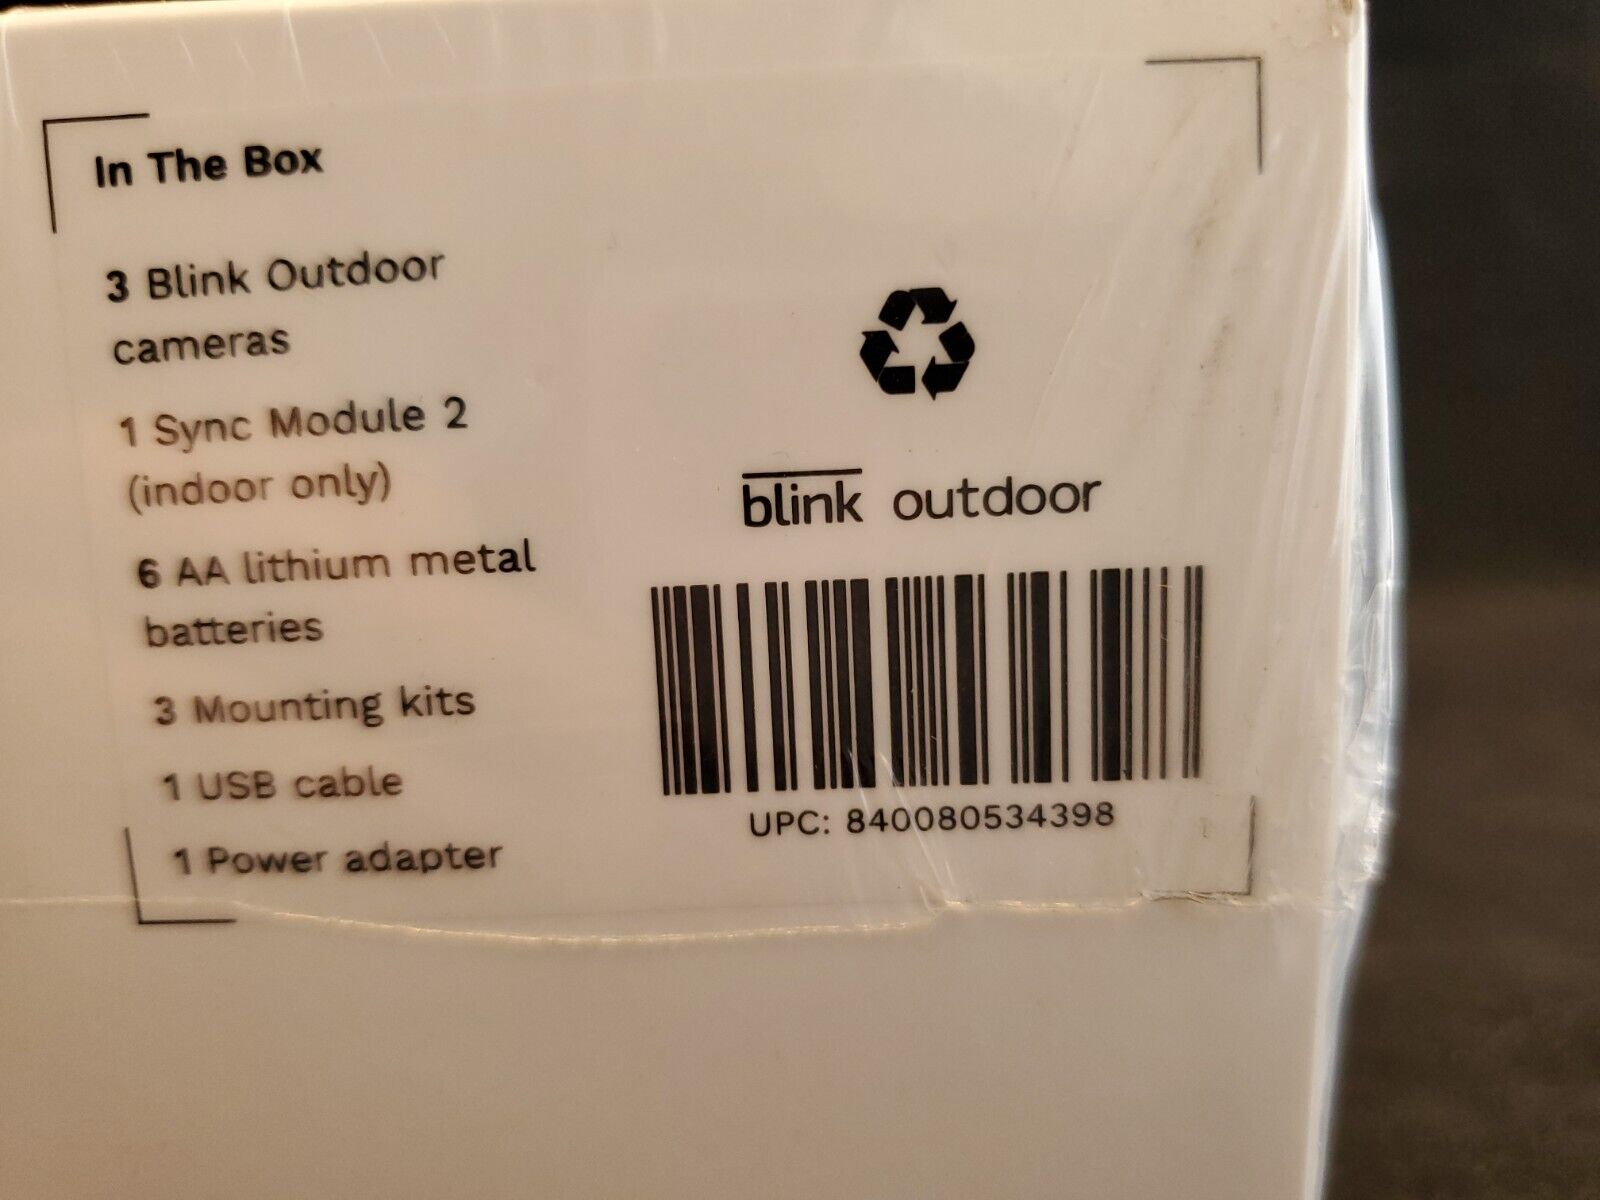 In The Box
3 Blink Outdoor
cameras
1 Sync Module 2
(indoor only)
6 AA lithium metal
batteries
3 Mounting kits
1 USB cable
1 Power adapter
blink outdoor
UPC: 840080534398